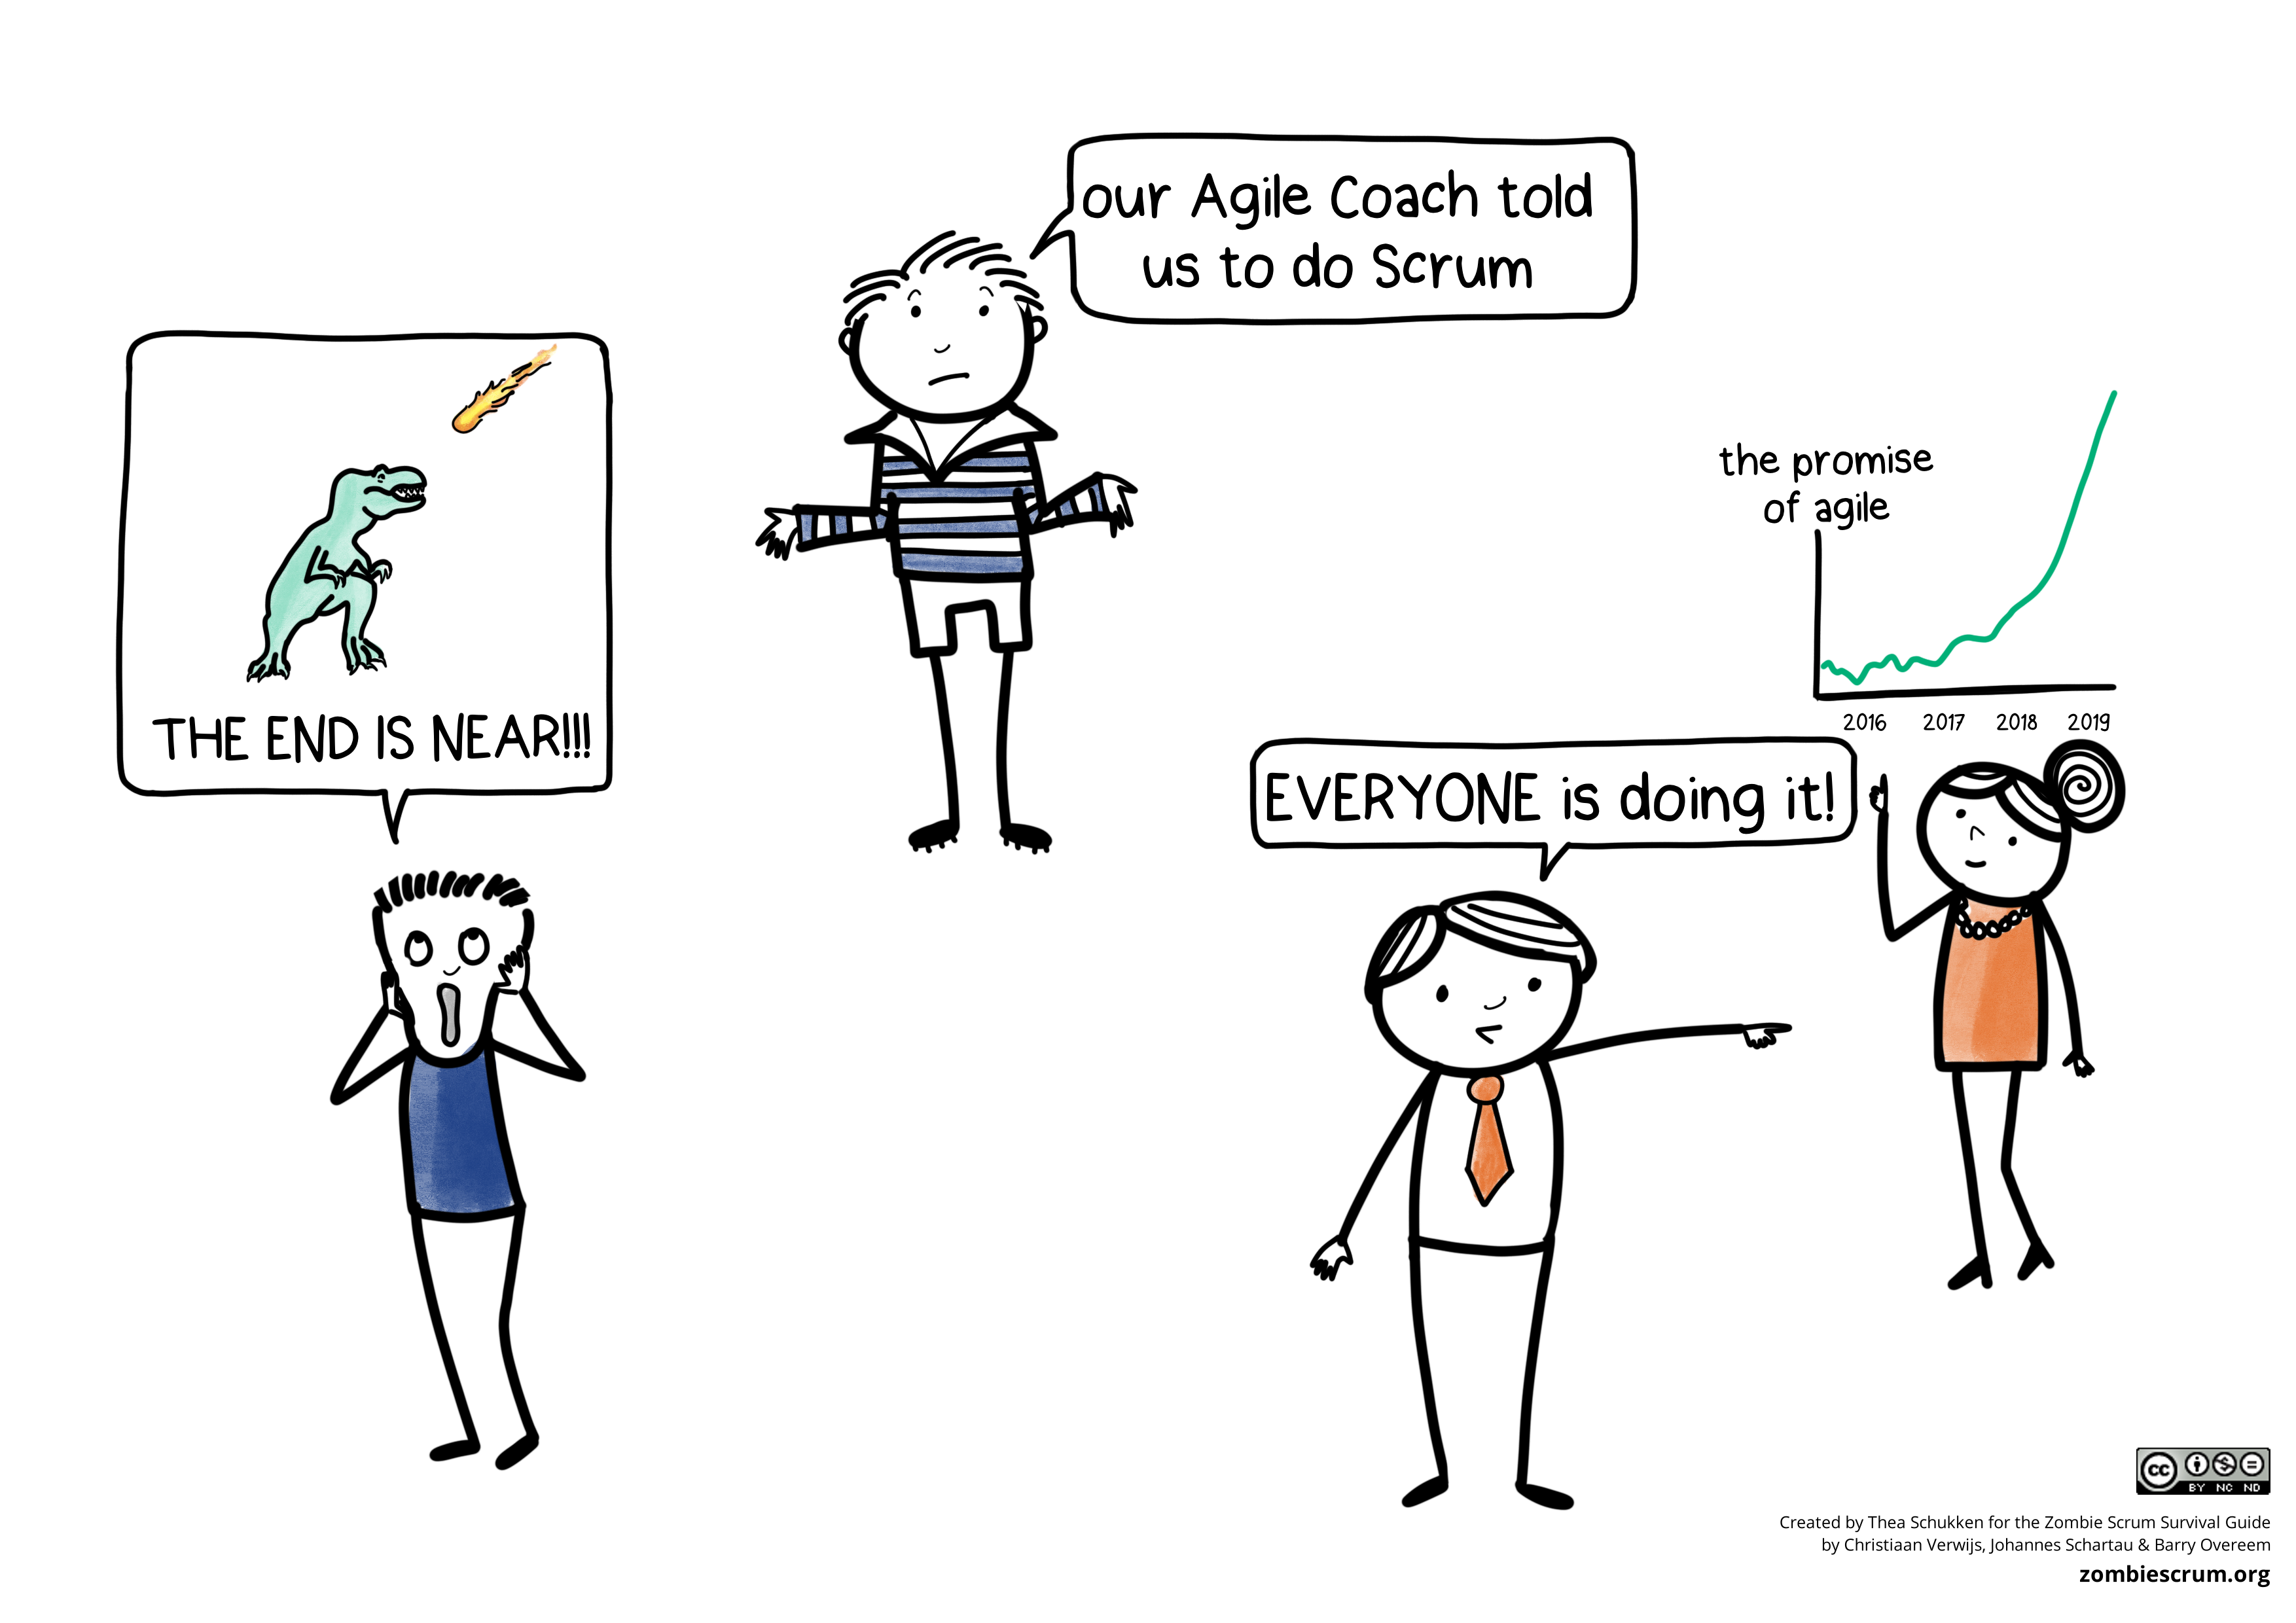 our Agile Coach told
us to do Scrum
THE END IS NEAR!!!
the promise
of agile
2016 2017 2018 2019
EVERYONE is doing it!
cc
BY NC ND
Created by Thea Schukken for the Zombie Scrum Survival Guide
by Christiaan Verwijs, Johannes Schartau & Barry Overeem
zombiescrum.org